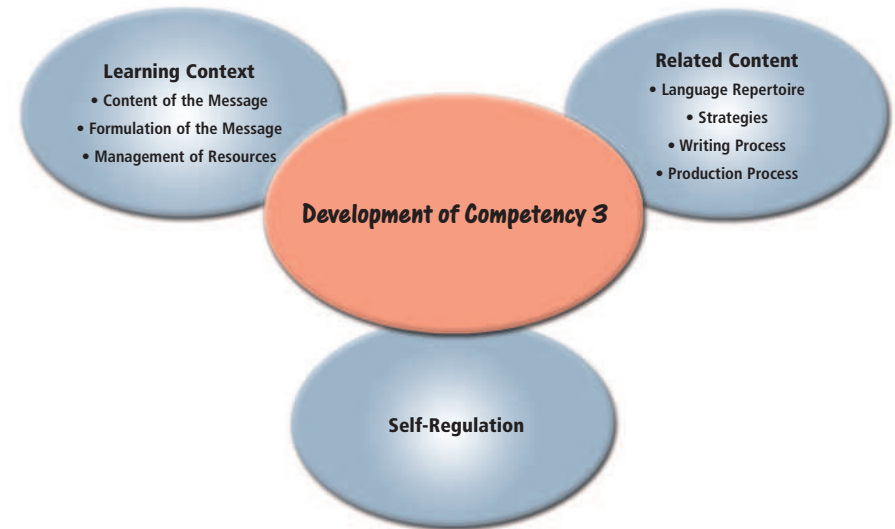 Learning Context
• Content of the Message
• Formulation of the Message
• Management of Resources
Related Content
• Language Repertoire
• Strategies
• Writing Process
• Production Process
Development of Competency 3
Self-Regulation